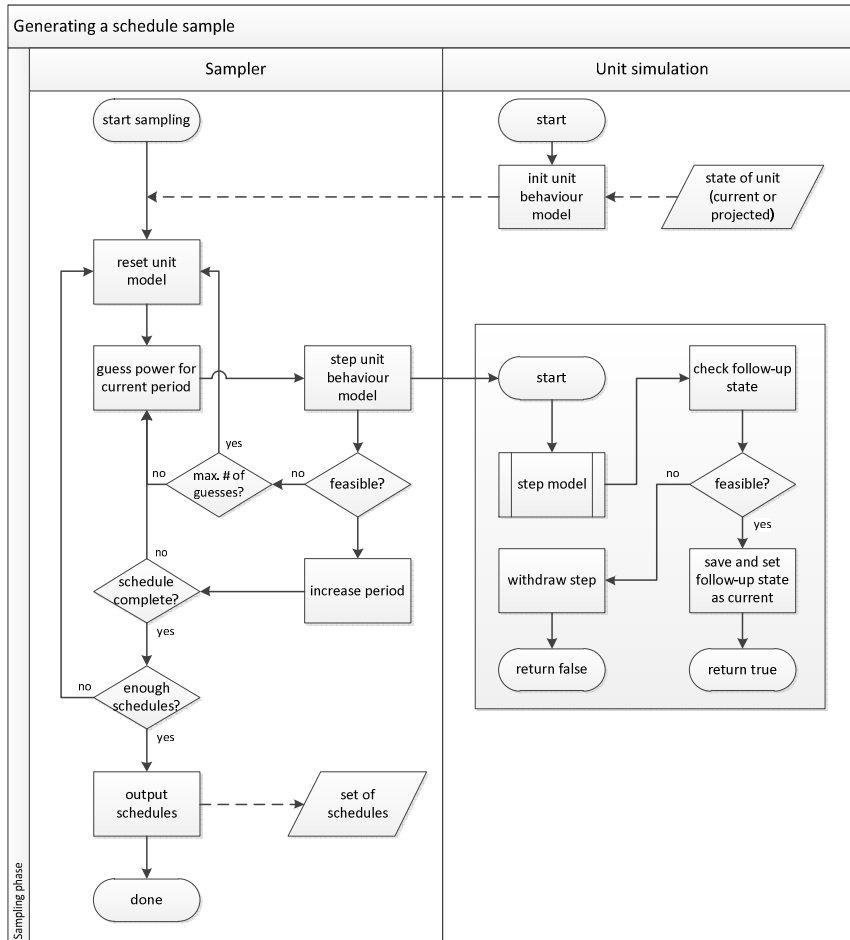 Generating a schedule sample
Sampler
Unit simulation
start sampling
start
init unit
behaviour
model
state of unit
(current or
projected)
reset unit
model
guess power for
current period
step unit
behaviour
model
start
check follow-up
state
yes
no
max. # of
guesses?
no
feasible?
step model
no
feasible?
yes
no
schedule
complete?
increase period
withdraw step
save and set
follow-up state
as current
yes
no
enough
schedules?
return false
return true
yes
output
schedules
set of
schedules
done
Sampling phase